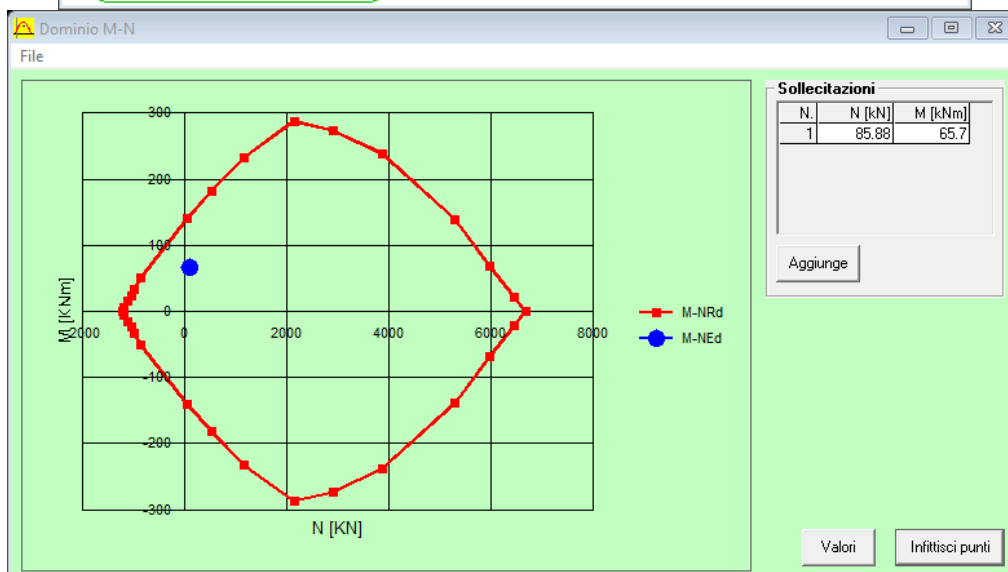 Dominio M-N
File
Sollecitazioni
N. N [kN] M [kNm]
1 85.88 65.7
Aggiunge
300
200
100
0
-100
-200
-300
M [KNm]
-2000 0 2000 4000 6000 8000
N [KN]
M-NRd
M-NEd
Valori
Infittisci punti